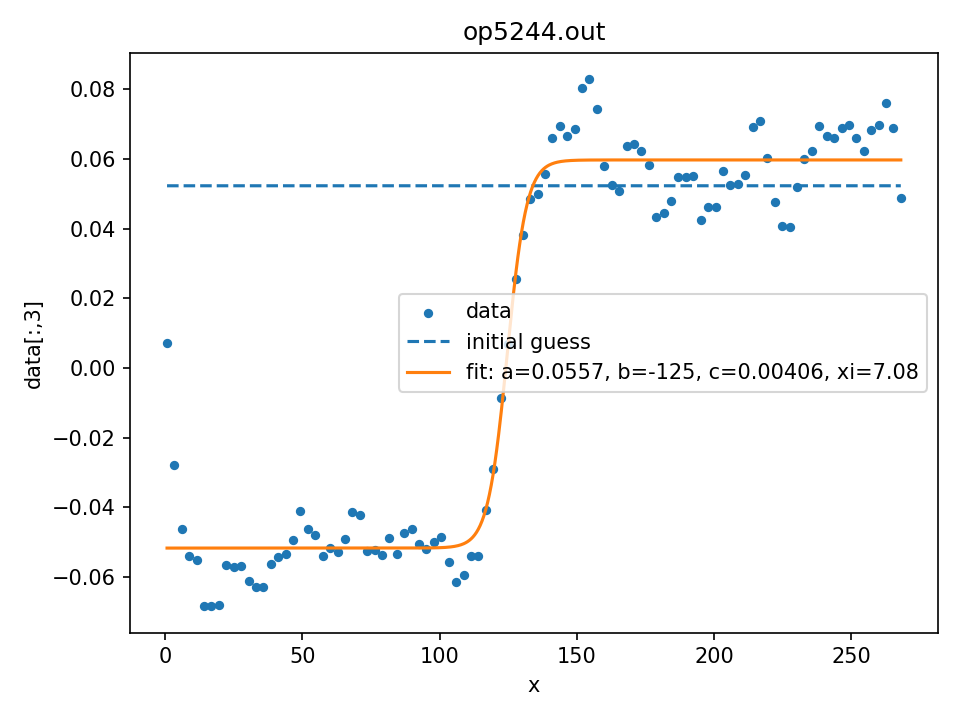 op5244.out
data[:,3]
0.08
0.06
0.04
0.02
0.00
−0.02
−0.04
−0.06
data
initial guess
fit: a=0.0557, b=-125, c=0.00406, xi=7.08
0 50 100 150 200 250
x